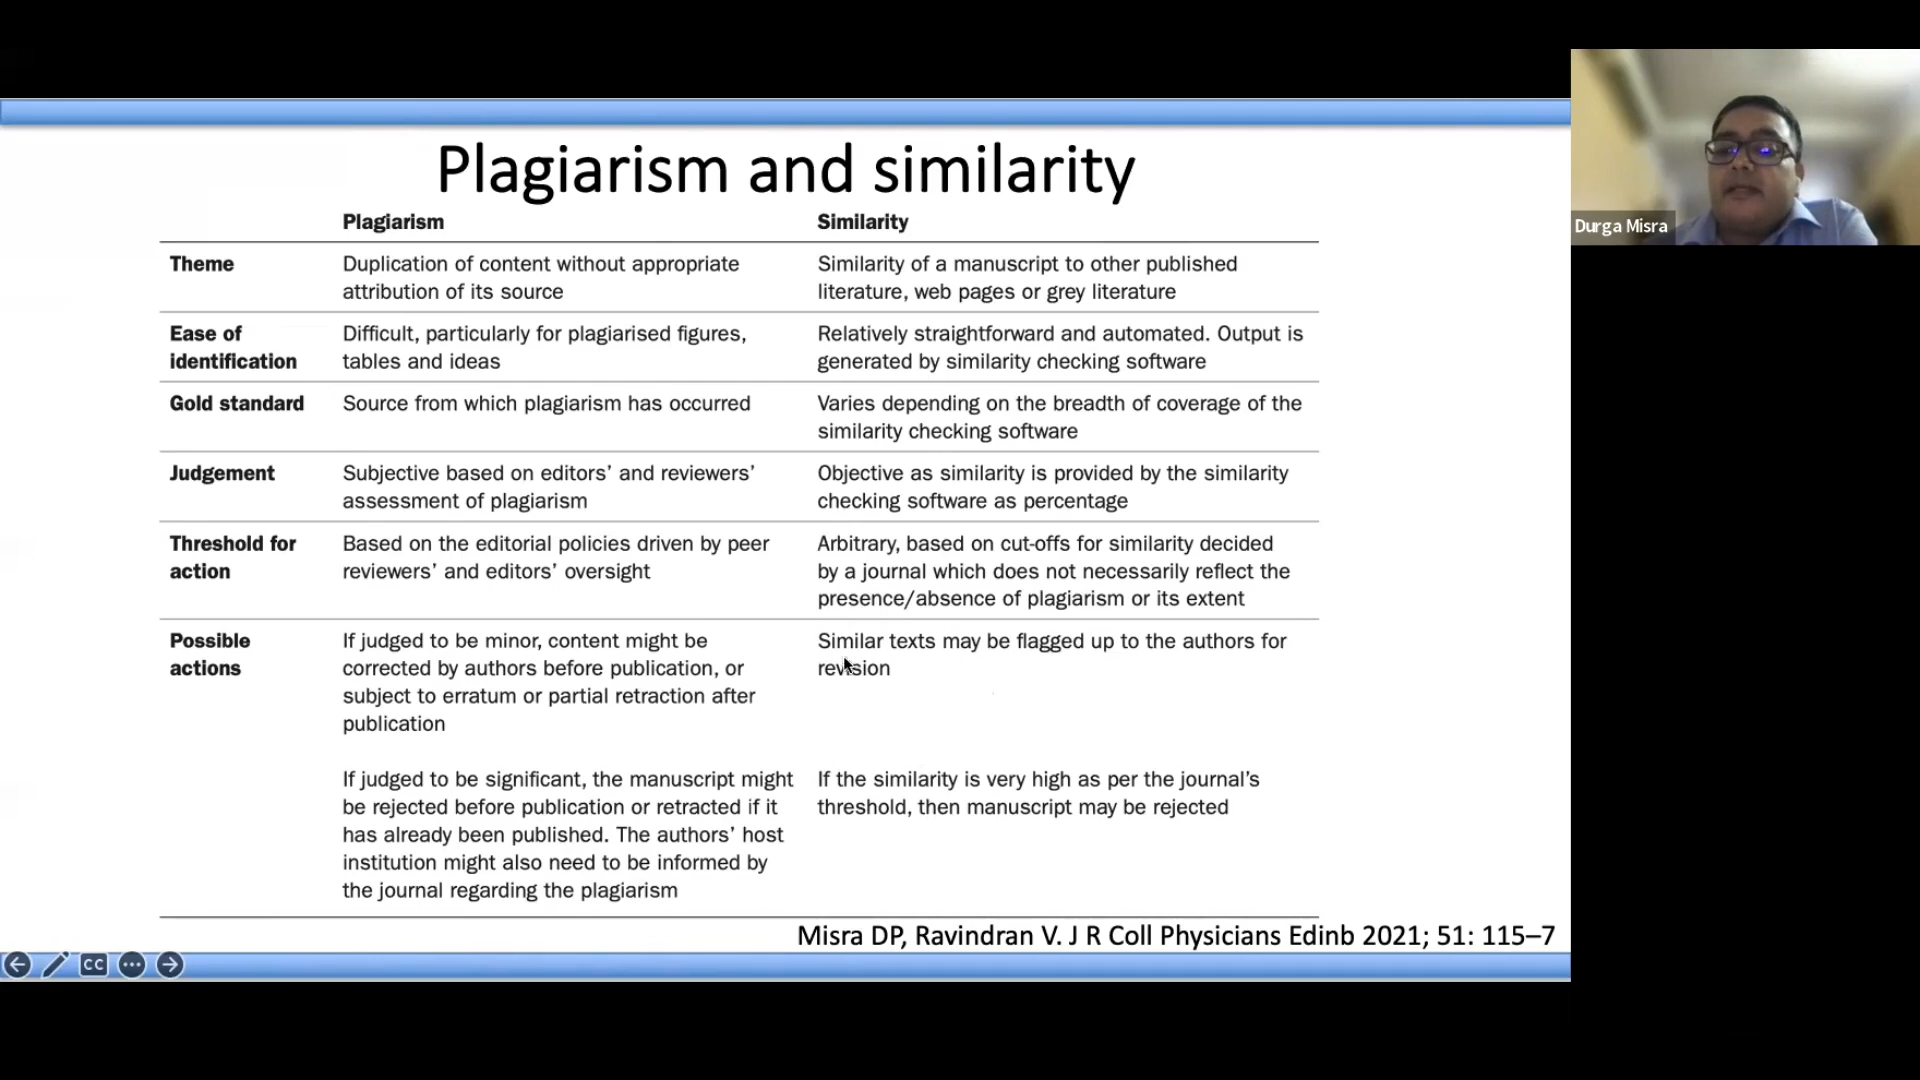 Plagiarism and similarity
Plagiarism Similarity
Theme Duplication of content without appropriate Similarity of a manuscript to other published
attribution of its source literature, web pages or grey literature
Ease of Difficult, particularly for plagiarised figures, Relatively straightforward and automated. Output is
identification tables and ideas generated by similarity checking software
Gold standard Source from which plagiarism has occurred Varies depending on the breadth of coverage of the
similarity checking software
Judgement Subjective based on editors’ and reviewers’ Objective as similarity is provided by the similarity
assessment of plagiarism checking software as percentage
Threshold for Based on the editorial policies driven by peer Arbitrary, based on cut-offs for similarity decided
action reviewers’ and editors’ oversight by a journal which does not necessarily reflect the
presence/absence of plagiarism or its extent
Possible If judged to be minor, content might be Similar texts may be flagged up to the authors for
actions corrected by authors before publication, or revision
subject to erratum or partial retraction after
publication
If judged to be significant, the manuscript might If the similarity is very high as per the journal’s
be rejected before publication or retracted if it threshold, then manuscript may be rejected
has already been published. The authors’ host
institution might also need to be informed by
the journal regarding the plagiarism
Misra DP, Ravindran V. J R Coll Physicians Edinb 2021; 51: 115–7
CC
Durga Misra